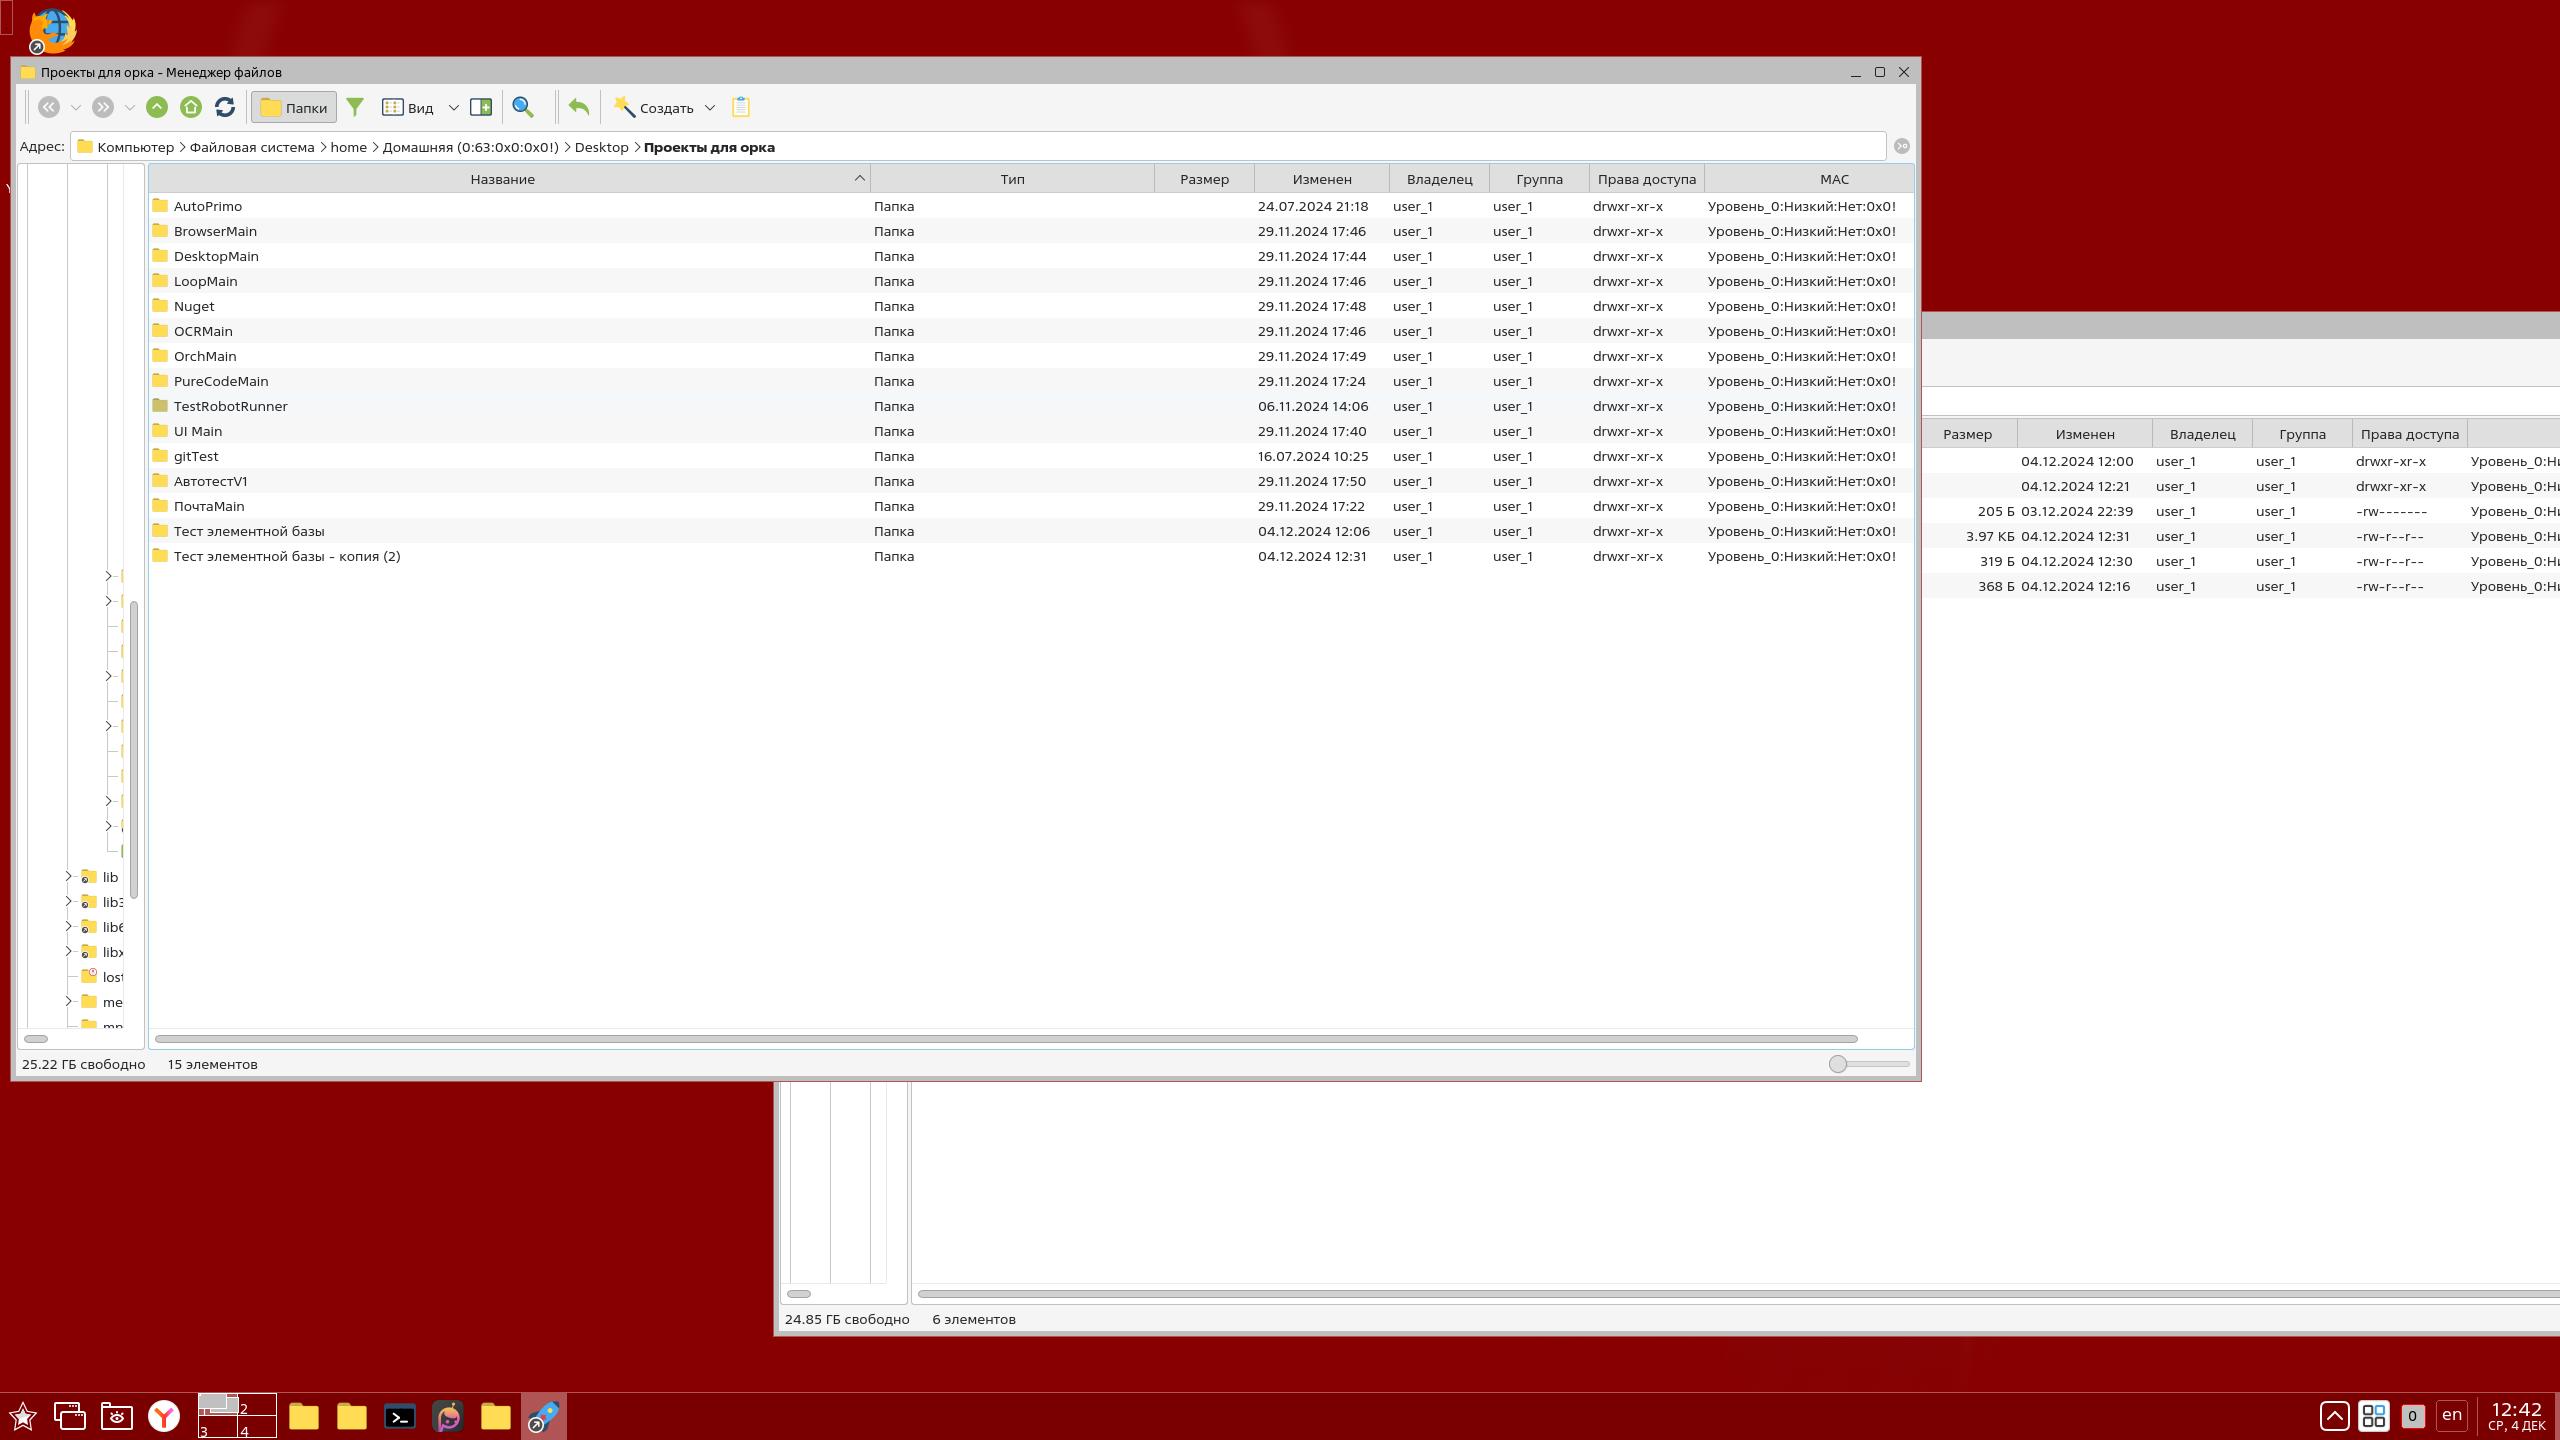 Проекты для орка - Менеджер файлов
Папки
Вид
Создать
Адрес: Компьютер Файловая система home Домашняя (0:63:0x0:0x0!) Desktop Проекты для орка
Название Тип Размер Изменен Владелец Группа Права доступа МАС
AutoPrimo Папка 24.07.2024 21:18 user_1 user_1 drwxr-xr-x Уровень_0:Низкий:Нет:0x0!
BrowserMain Папка 29.11.2024 17:46 user_1 user_1 drwxr-xr-x Уровень_0:Низкий:Нет:0x0!
DesktopMain Папка 29.11.2024 17:44 user_1 user_1 drwxr-xr-x Уровень_0:Низкий:Нет:0x0!
LoopMain Папка 29.11.2024 17:46 user_1 user_1 drwxr-xr-x Уровень_0:Низкий:Нет:0x0!
Nuget Папка 29.11.2024 17:48 user_1 user_1 drwxr-xr-x Уровень_0:Низкий:Нет:0x0!
OCRMain Папка 29.11.2024 17:46 user_1 user_1 drwxr-xr-x Уровень_0:Низкий:Нет:0x0!
OrchMain Папка 29.11.2024 17:49 user_1 user_1 drwxr-xr-x Уровень_0:Низкий:Нет:0x0!
PureCodeMain Папка 29.11.2024 17:24 user_1 user_1 drwxr-xr-x Уровень_0:Низкий:Нет:0x0!
TestRobotRunner Папка 06.11.2024 14:06 user_1 user_1 drwxr-xr-x Уровень_0:Низкий:Нет:0x0!
UI Main Папка 29.11.2024 17:40 user_1 user_1 drwxr-xr-x Уровень_0:Низкий:Нет:0x0!
gitTest Папка 16.07.2024 10:25 user_1 user_1 drwxr-xr-x Уровень_0:Низкий:Нет:0x0!
АвтотестV1 Папка 29.11.2024 17:50 user_1 user_1 drwxr-xr-x Уровень_0:Низкий:Нет:0x0!
ПочтаMain Папка 29.11.2024 17:22 user_1 user_1 drwxr-xr-x Уровень_0:Низкий:Нет:0x0!
Тест элементной базы Папка 04.12.2024 12:06 user_1 user_1 drwxr-xr-x Уровень_0:Низкий:Нет:0x0!
Тест элементной базы - копия (2) Папка 04.12.2024 12:31 user_1 user_1 drwxr-xr-x Уровень_0:Низкий:Нет:0x0!
lib
lib3
lib6
libx
lost
me
25.22 ГБ свободно 15 элементов
Размер Изменен Владелец Группа Права доступа
04.12.2024 12:00 user_1 user_1 drwxr-xr-x Уровень_0:Ни
04.12.2024 12:21 user_1 user_1 drwxr-xr-x Уровень_0:Ни
205 Б 03.12.2024 22:39 user_1 user_1 -rw------- Уровень_0:Ни
3.97 КБ 04.12.2024 12:31 user_1 user_1 -rw-r--r-- Уровень_0:Ни
319 Б 04.12.2024 12:30 user_1 user_1 -rw-r--r-- Уровень_0:Ни
368 Б 04.12.2024 12:16 user_1 user_1 -rw-r--r-- Уровень_0:Ни
24.85 ГБ свободно 6 элементов
2
3 4
0
en
12:42
СР, 4 ДЕК